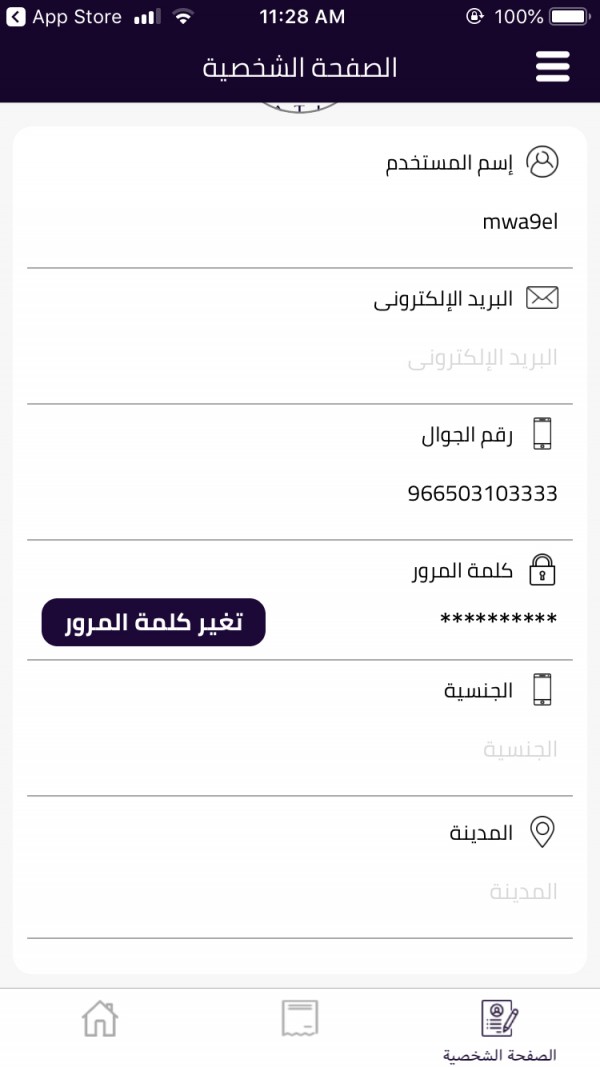 App Store 11:28 AM 100%
الصفحة الشخصية
إسم المستخدم
mwa9el
البريد الإلكترونى
البريد الإلكترونى
رقم الجوال
966503103333
كلمة المرور
**********
تغير كلمة المرور
الجنسية
الجنسية
المدينة
المدينة
الصفحة الشخصية